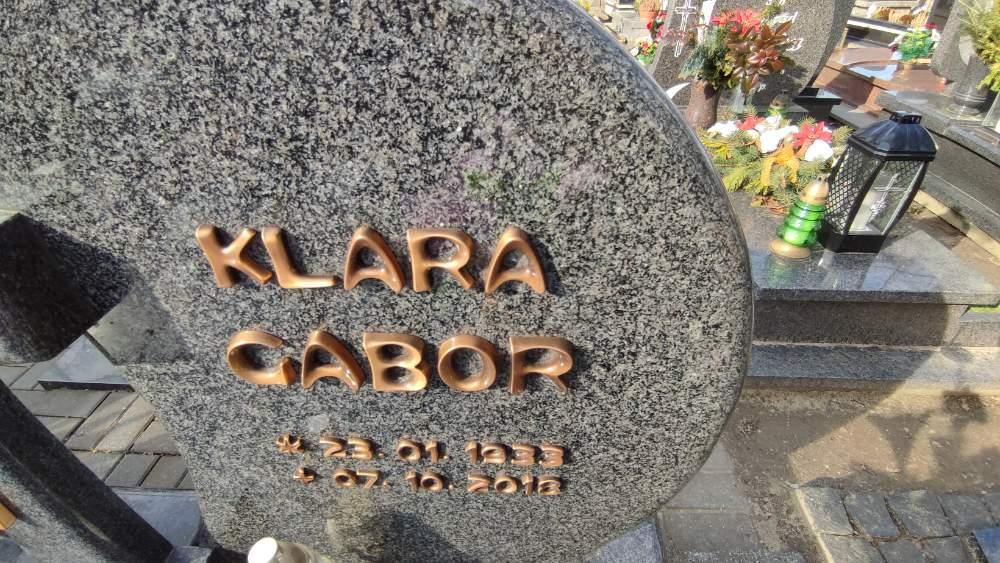 KLARA
GABOR
* 23. 01. 1933
+ 07. 10. 2018